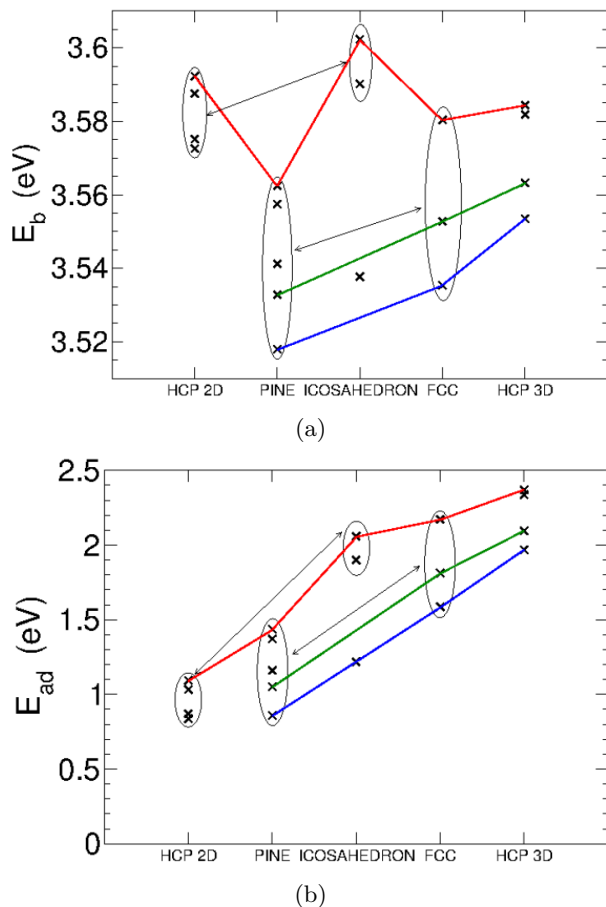 3.6
3.58
3.56
3.54
3.52
E_b (eV)
HCP 2D PINE ICOSAHEDRON FCC HCP 3D
(a)
2.5
2
1.5
1
0.5
0
E_ad (eV)
HCP 2D PINE ICOSAHEDRON FCC HCP 3D
(b)